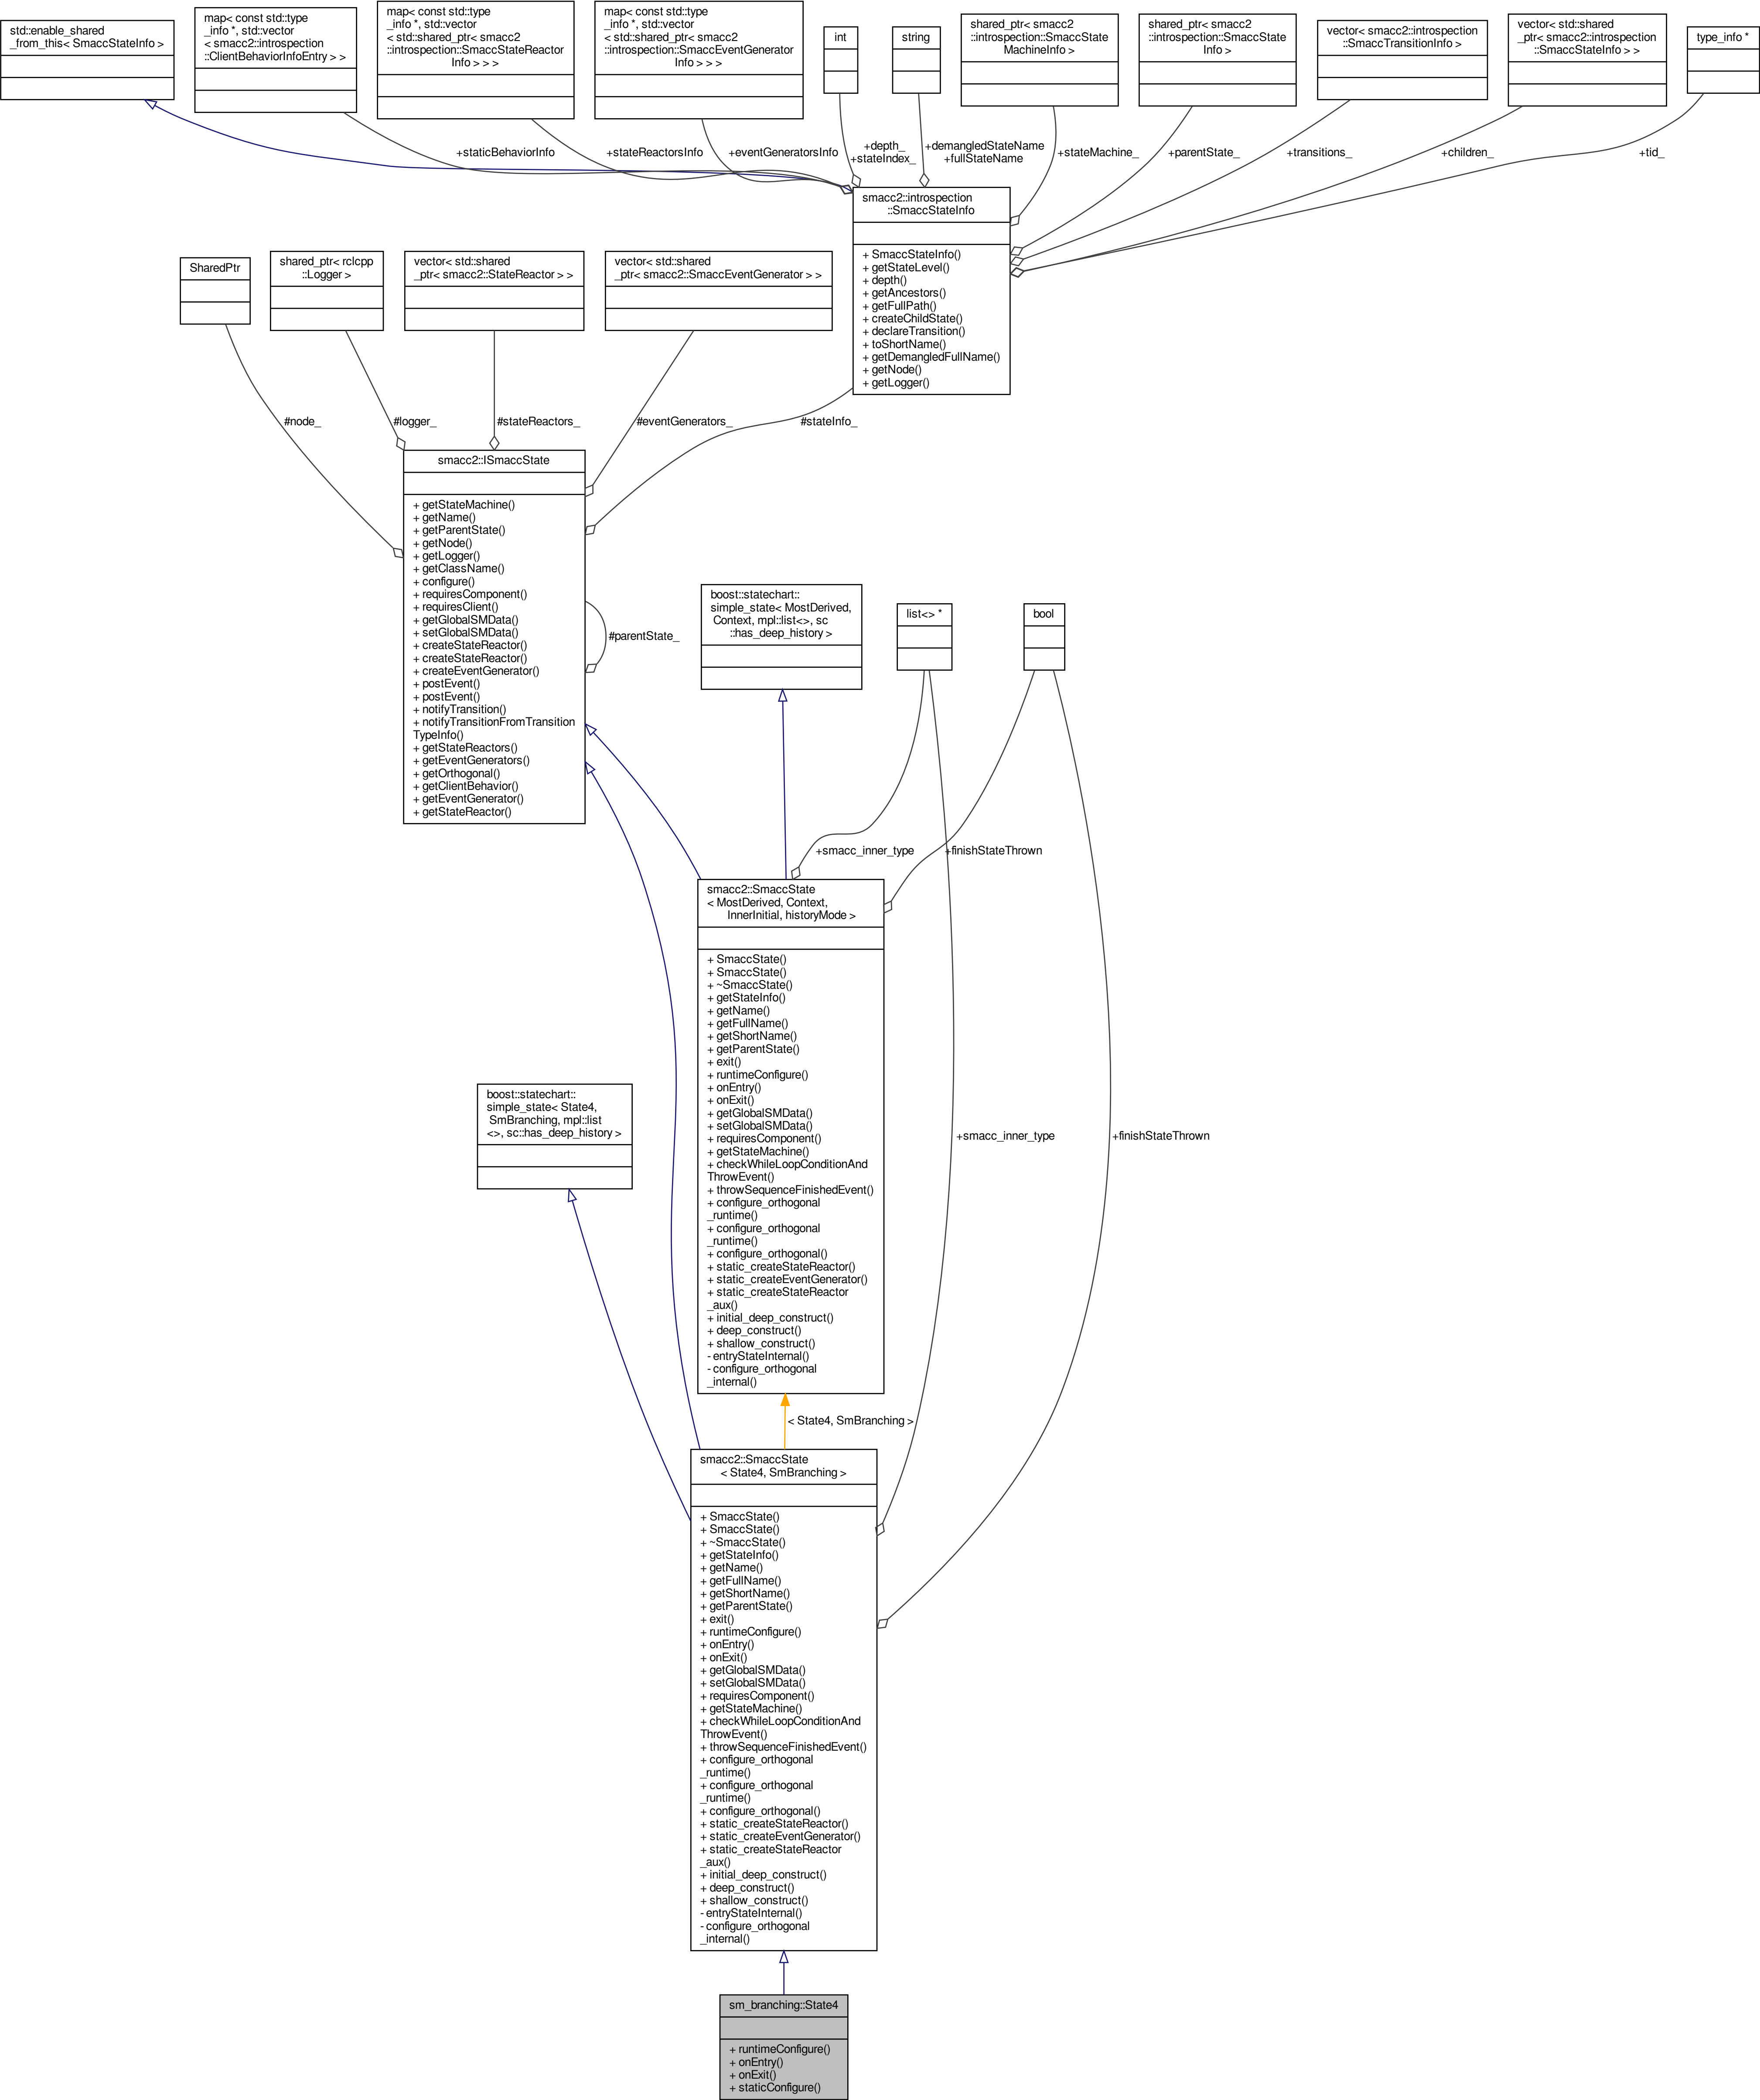 std::enable_shared
_from_this< SmaccStateInfo >
map< const std::type
_info *, std::vector
< smacc2::introspection
::ClientBehaviorInfoEntry > >
map< const std::type
_info *, std::vector
< std::shared_ptr< smacc2
::introspection::SmaccStateReactor
Info > > >
map< const std::type
_info *, std::vector
< std::shared_ptr< smacc2
::introspection::SmaccEventGenerator
Info > > >
int
string
shared_ptr< smacc2
::introspection::SmaccState
MachineInfo >
shared_ptr< smacc2
::introspection::SmaccState
Info >
vector< smacc2::introspection
::SmaccTransitionInfo >
vector< std::shared
_ptr< smacc2::introspection
::SmaccStateInfo > >
type_info *
+staticBehaviorInfo
+stateReactorsInfo
+eventGeneratorsInfo
+depth_
+stateIndex_
+demangledStateName
+fullStateName
+stateMachine_
+parentState_
+transitions_
+children_
+tid_
smacc2::introspection
::SmaccStateInfo
+ SmaccStateInfo()
+ getStateLevel()
+ depth()
+ getAncestors()
+ getFullPath()
+ createChildState()
+ declareTransition()
+ toShortName()
+ getDemangledFullName()
+ getNode()
+ getLogger()
SharedPtr
shared_ptr< rclcpp
::Logger >
vector< std::shared
_ptr< smacc2::StateReactor > >
vector< std::shared
_ptr< smacc2::SmaccEventGenerator > >
#node_
#logger_
#stateReactors_
#eventGenerators_
#stateInfo_
smacc2::ISmaccState
+ getStateMachine()
+ getName()
+ getParentState()
+ getNode()
+ getLogger()
+ getClassName()
+ configure()
+ requiresComponent()
+ requiresClient()
+ getGlobalSMData()
+ setGlobalSMData()
+ createStateReactor()
+ createStateReactor()
+ createEventGenerator()
+ postEvent()
+ postEvent()
+ notifyTransition()
+ notifyTransitionFromTransition
TypeInfo()
+ getStateReactors()
+ getEventGenerators()
+ getOrthogonal()
+ getClientBehavior()
+ getEventGenerator()
+ getStateReactor()
#parentState_
boost::statechart::
simple_state< MostDerived,
Context, mpl::list<>, sc
::has_deep_history >
list<> *
bool
+smacc_inner_type
+finishStateThrown
smacc2::SmaccState
< MostDerived, Context,
InnerInitial, historyMode >
+ SmaccState()
+ SmaccState()
+ ~SmaccState()
+ getStateInfo()
+ getName()
+ getFullName()
+ getShortName()
+ getParentState()
+ exit()
+ runtimeConfigure()
+ onEntry()
+ onExit()
+ getGlobalSMData()
+ setGlobalSMData()
+ requiresComponent()
+ getStateMachine()
+ checkWhileLoopConditionAnd
ThrowEvent()
+ throwSequenceFinishedEvent()
+ configure_orthogonal
_runtime()
+ configure_orthogonal
_runtime()
+ configure_orthogonal()
+ static_createStateReactor()
+ static_createEventGenerator()
+ static_createStateReactor
_aux()
+ initial_deep_construct()
+ deep_construct()
+ shallow_construct()
- entryStateInternal()
- configure_orthogonal
_internal()
boost::statechart::
simple_state< State4,
SmBranching, mpl::list
<>, sc::has_deep_history >
+smacc_inner_type
+finishStateThrown
< State4, SmBranching >
smacc2::SmaccState
< State4, SmBranching >
+ SmaccState()
+ SmaccState()
+ ~SmaccState()
+ getStateInfo()
+ getName()
+ getFullName()
+ getShortName()
+ getParentState()
+ exit()
+ runtimeConfigure()
+ onEntry()
+ onExit()
+ getGlobalSMData()
+ setGlobalSMData()
+ requiresComponent()
+ getStateMachine()
+ checkWhileLoopConditionAnd
ThrowEvent()
+ throwSequenceFinishedEvent()
+ configure_orthogonal
_runtime()
+ configure_orthogonal
_runtime()
+ configure_orthogonal()
+ static_createStateReactor()
+ static_createEventGenerator()
+ static_createStateReactor
_aux()
+ initial_deep_construct()
+ deep_construct()
+ shallow_construct()
- entryStateInternal()
- configure_orthogonal
_internal()
sm_branching::State4
+ runtimeConfigure()
+ onEntry()
+ onExit()
+ staticConfigure()